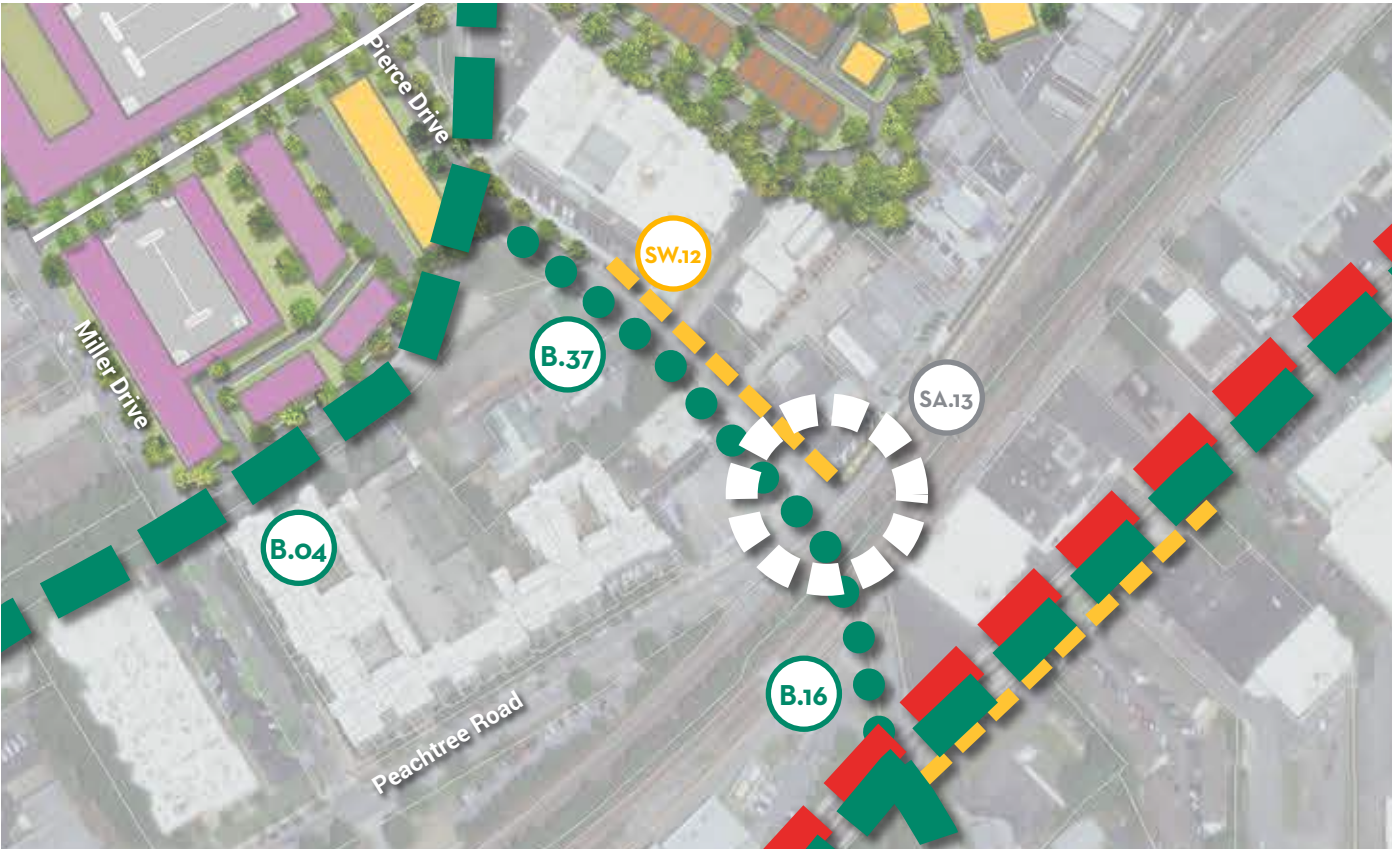 Pierce Drive
SW.12
B.37
Miller Drive
SA.13
B.04
B.16
Peachtree Road